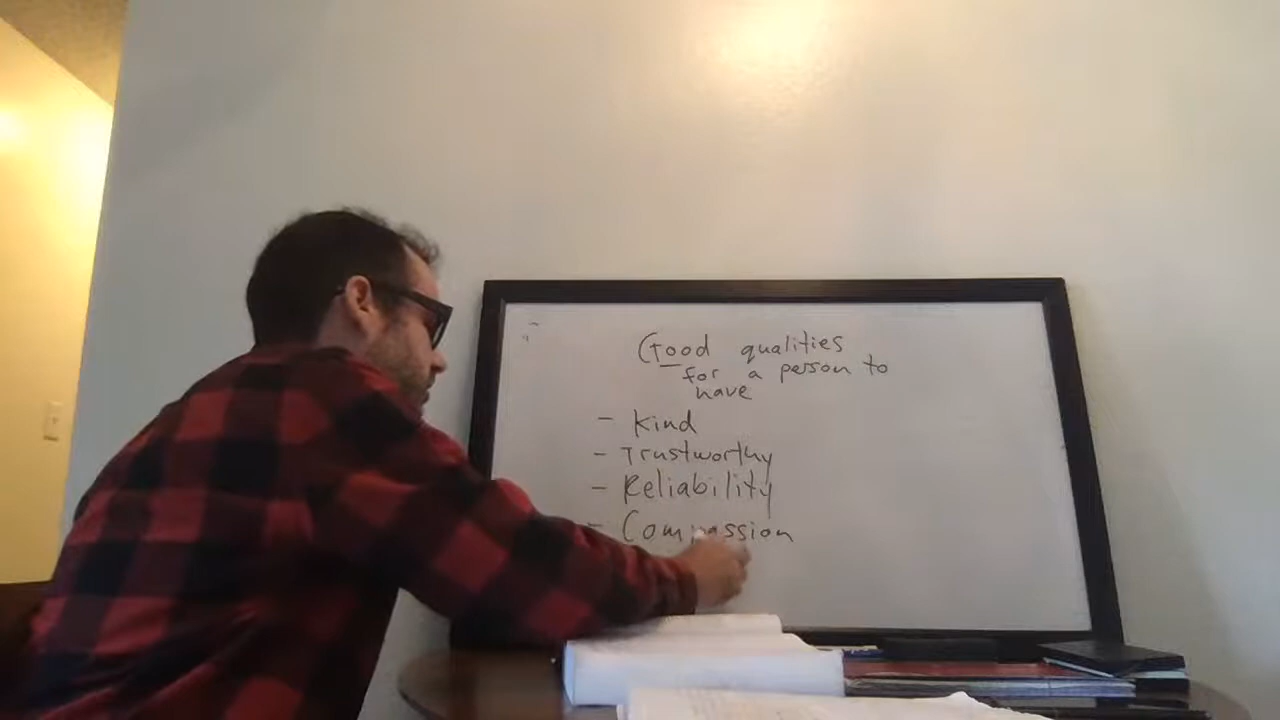 Good qualities
for a person to
have
- Kind
- Trustworthy
- Reliability
- Compassion